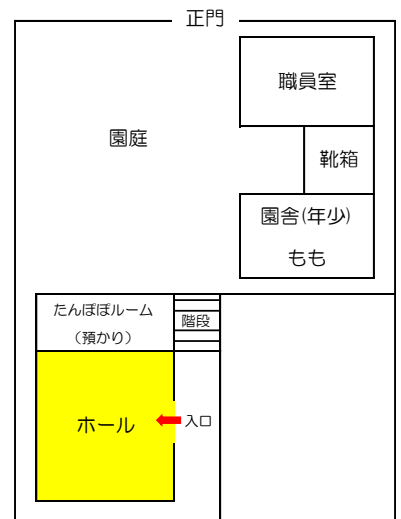 正門
職員室
園庭
靴箱
園舎(年少)
もも
たんぽぽルーム
(預かり)
階段
ホール
入口